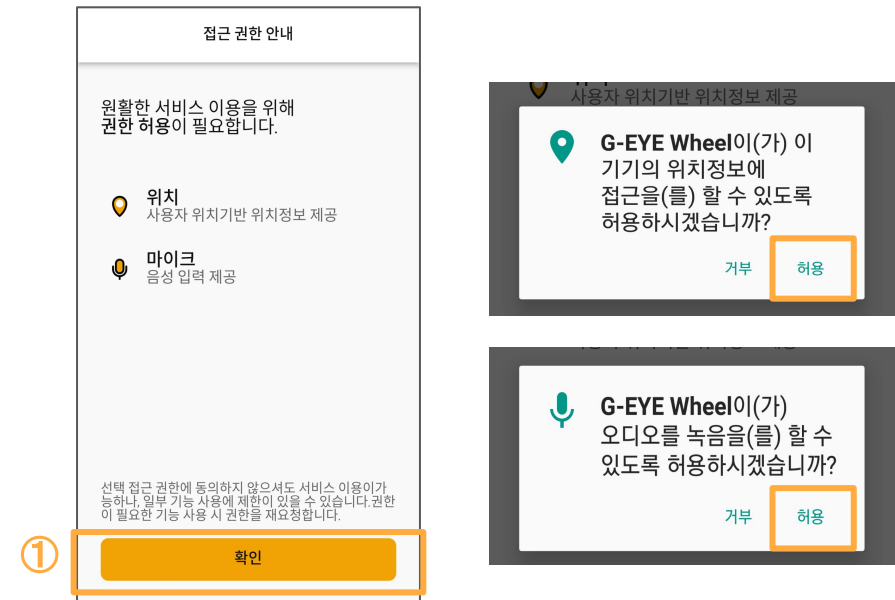 접근 권한 안내
원활한 서비스 이용을 위해
권한 허용이 필요합니다.
위치
사용자 위치기반 위치정보 제공
마이크
음성 입력 제공
선택 접근 권한에 동의하지 않으셔도 서비스 이용이가
능하나, 일부 기능 사용에 제한이 있을 수 있습니다.권한
이 필요한 기능 사용 시 권한을 재요청합니다.
① 확인
사용자 위치기반 위치정보 제공
G-EYE Wheel이(가) 이
기기의 위치정보에
접근을(를) 할 수 있도록
허용하시겠습니까?
거부 허용
G-EYE Wheel이(가)
오디오를 녹음을(를) 할 수
있도록 허용하시겠습니까?
거부 허용